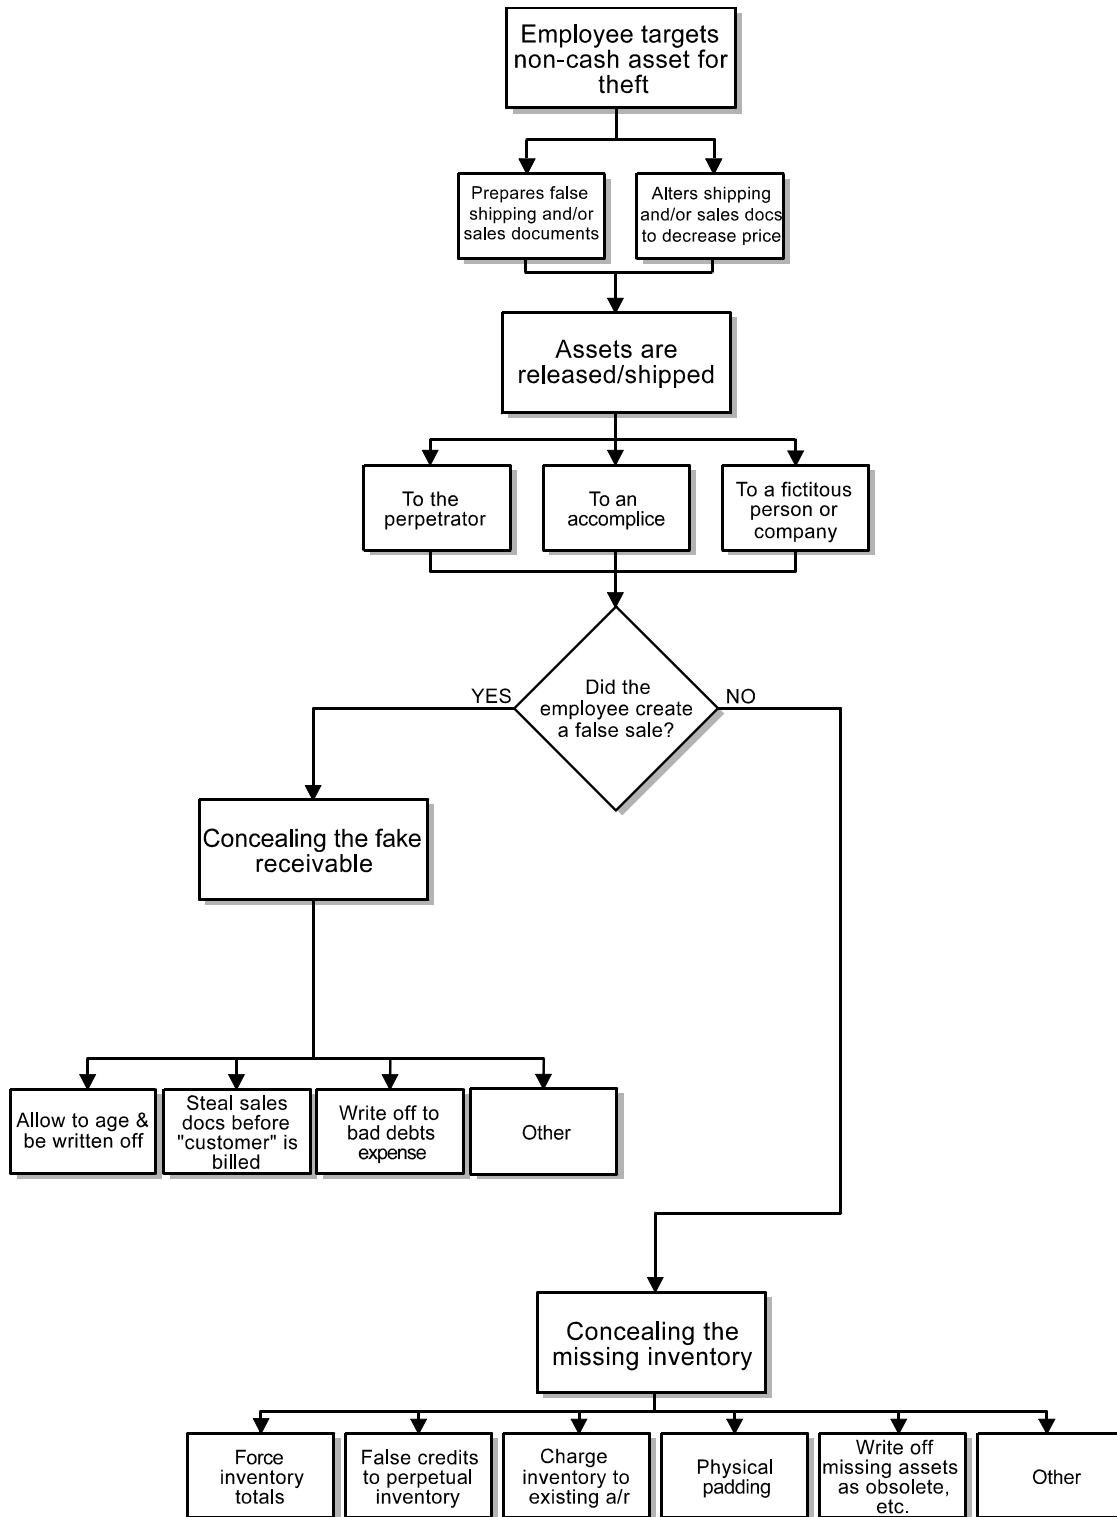 Employee targets
non-cash asset for
theft
Prepares false
shipping and/or
sales documents
Alters shipping
and/or sales docs
to decrease price
Assets are
released/shipped
To the
perpetrator
To an
accomplice
To a fictitous
person or
company
YES
Did the
employee create
a false sale?
NO
Concealing the fake
receivable
Allow to age &
be written off
Steal sales
docs before
"customer" is
billed
Write off to
bad debts
expense
Other
Concealing the
missing inventory
Force
inventory
totals
False credits
to perpetual
inventory
Charge
inventory to
existing a/r
Physical
padding
Write off
missing assets
as obsolete,
etc.
Other